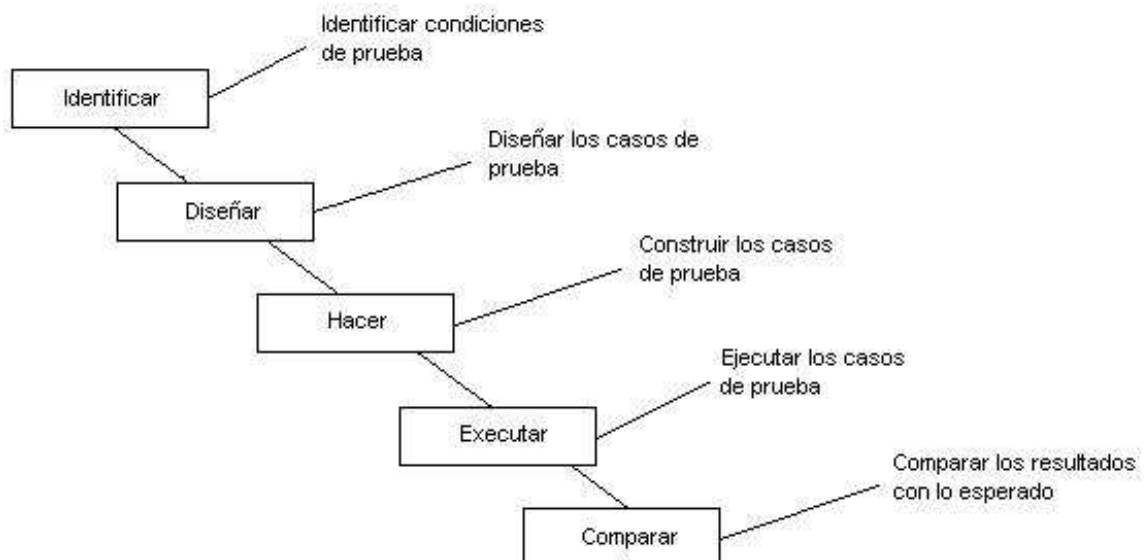 Identificar condiciones
de prueba
Identificar
Diseñar los casos de
prueba
Diseñar
Construir los casos
de prueba
Hacer
Ejecutar los casos
de prueba
Executar
Comparar los resultados
con lo esperado
Comparar